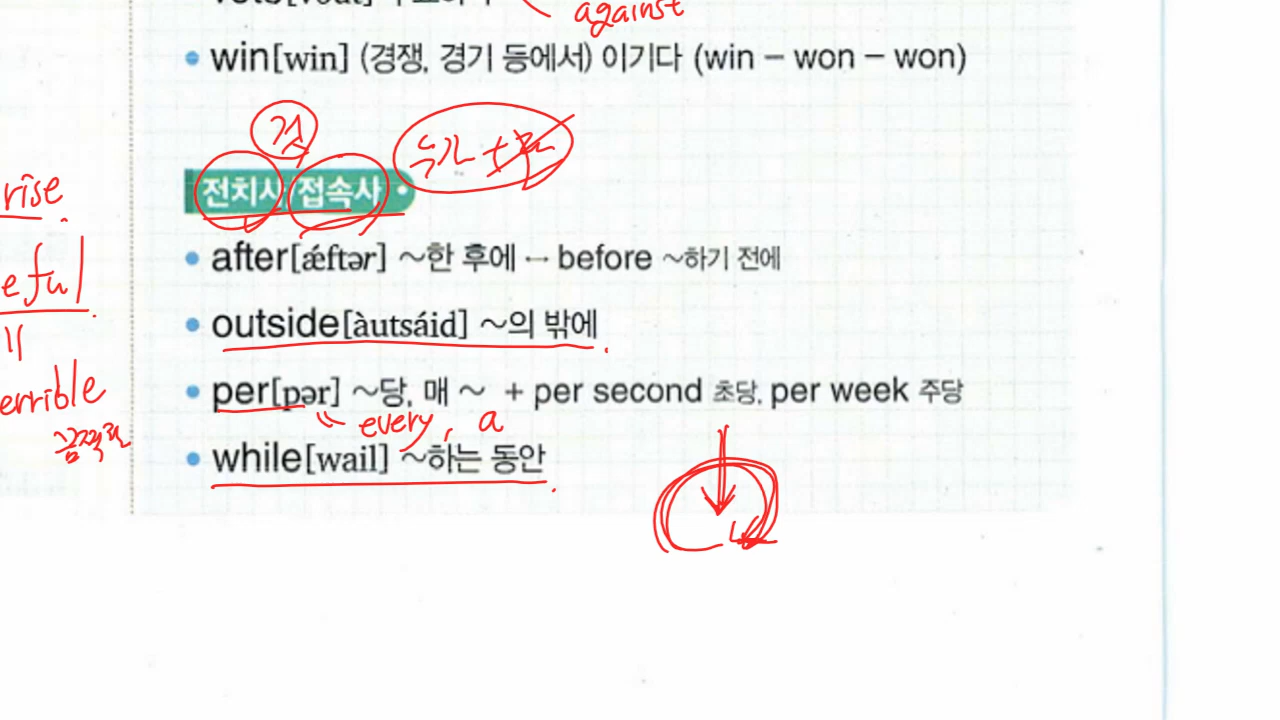 against
win[win] (경쟁, 경기 등에서) 이기다 (win – won – won)
전치사 접속사
rise
after[ǽftər] ~한 후에 ↔ before ~하기 전에
eful
outside[àutsáid] ~의 밖에
per[pər] ~당, 매 ~ + per second 초당, per week 주당
errible
every, a
끔찍한
while[wail] ~하는 동안